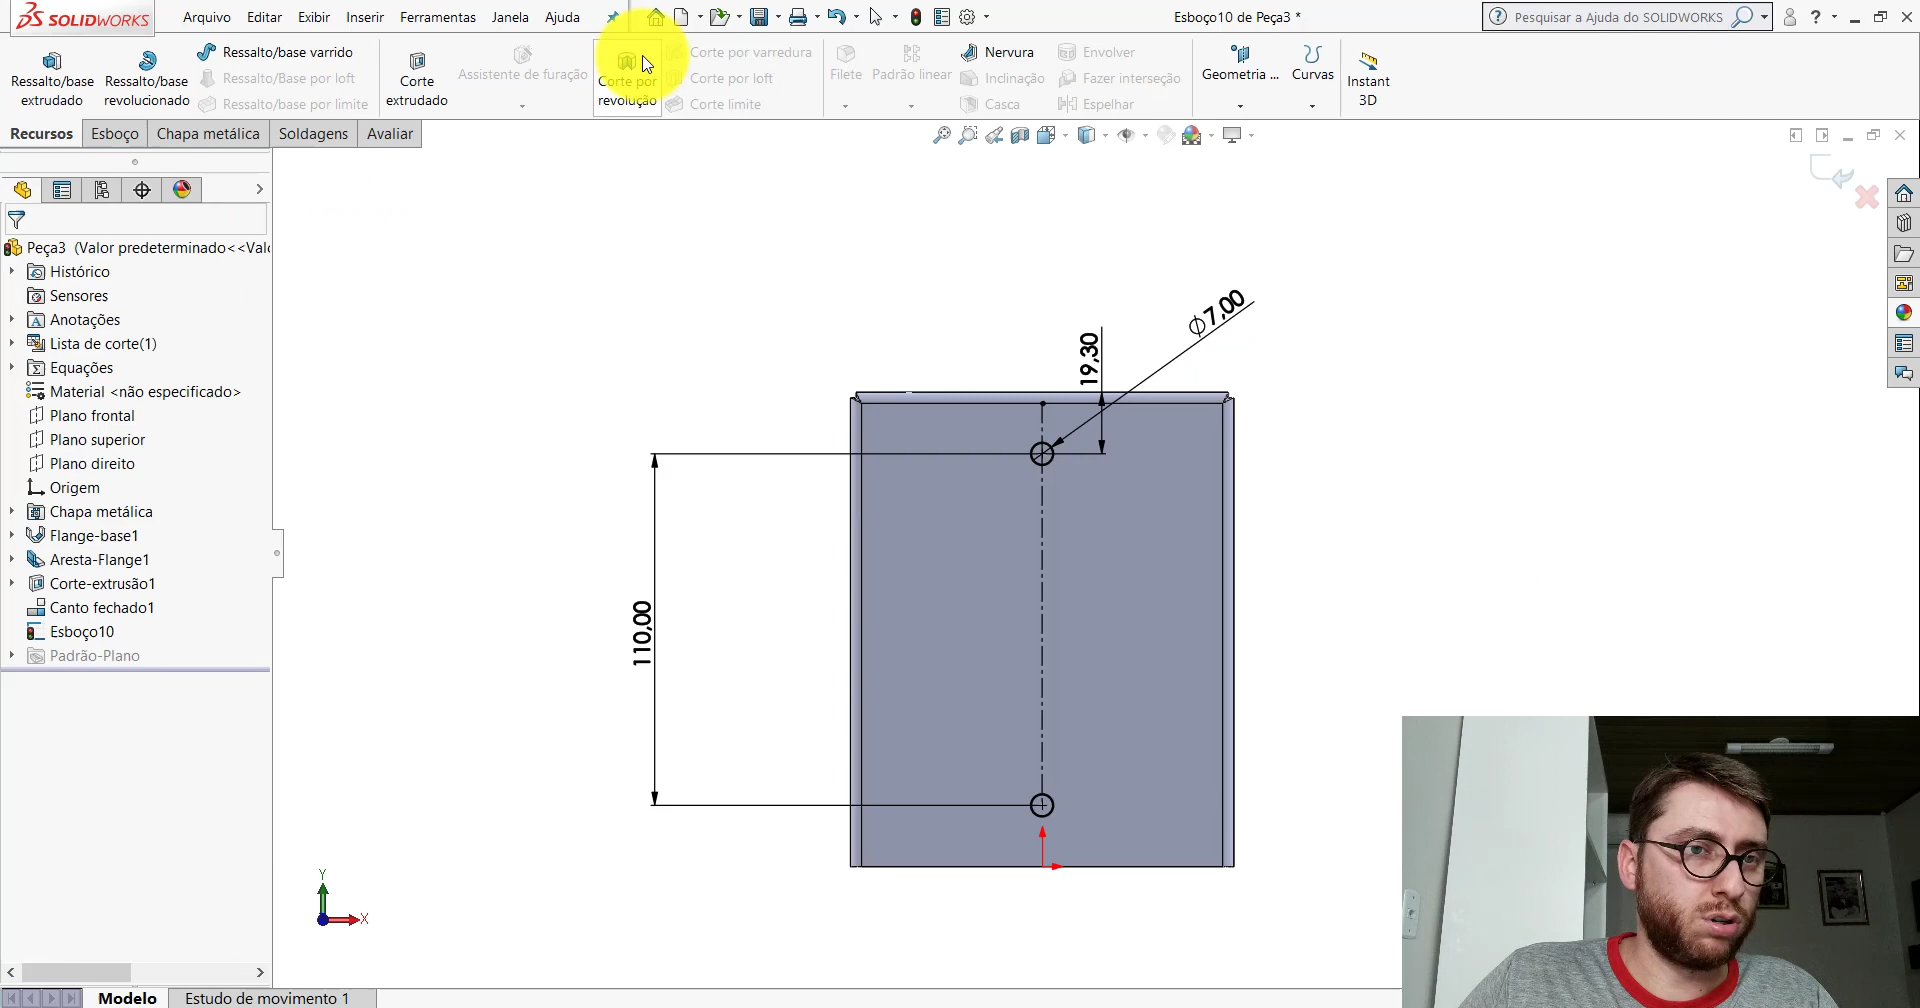 SOLIDWORKS
Arquivo Editar Exibir Inserir Ferramentas Janela Ajuda
Esboço10 de Peça3 *
Pesquisar a Ajuda do SOLIDWORKS
Ressalto/base extrudado
Ressalto/base revolucionado
Ressalto/base varrido
Ressalto/Base por loft
Ressalto/base por limite
Corte extrudado
Assistente de furação
Corte por revolução
Corte por varredura
Corte por loft
Corte limite
Filete
Padrão linear
Nervura
Inclinação
Casca
Envolver
Fazer interseção
Espelhar
Geometria ...
Curvas
Instant 3D
Recursos Esboço Chapa metálica Soldagens Avaliar
Peça3 (Valor predeterminado<<Valo
Histórico
Sensores
Anotações
Lista de corte(1)
Equações
Material <não especificado>
Plano frontal
Plano superior
Plano direito
Origem
Chapa metálica
Flange-base1
Aresta-Flange1
Corte-extrusão1
Canto fechado1
Esboço10
Padrão-Plano
19,30
Ø7,00
110,00
Y
X
Modelo Estudo de movimento 1